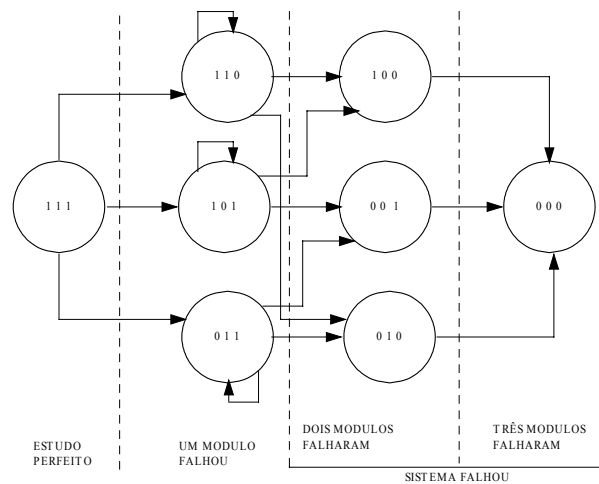 1 1 0
1 0 0
1 1 1
1 0 1
0 0 1
0 0 0
0 1 1
0 1 0
ESTUDO
PERFEITO
UM MODULO
FALHOU
DOIS MODULOS
FALHARAM
TRÊS MODULOS
FALHARAM
SISTEMA FALHOU